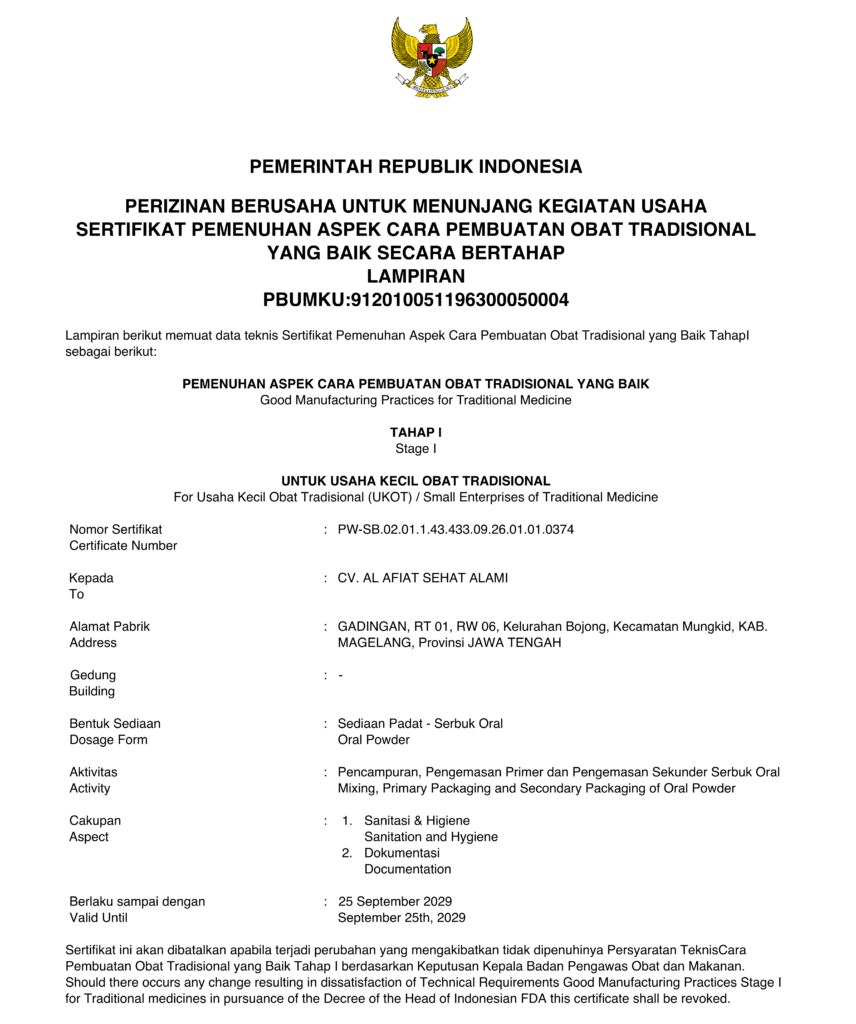 PEMERINTAH REPUBLIK INDONESIA
PERIZINAN BERUSAHA UNTUK MENUNJANG KEGIATAN USAHA
SERTIFIKAT PEMENUHAN ASPEK CARA PEMBUATAN OBAT TRADISIONAL
YANG BAIK SECARA BERTAHAP
LAMPIRAN
PBUMKU:912010051196300050004
Lampiran berikut memuat data teknis Sertifikat Pemenuhan Aspek Cara Pembuatan Obat Tradisional yang Baik TahapI
sebagai berikut:
PEMENUHAN ASPEK CARA PEMBUATAN OBAT TRADISIONAL YANG BAIK
Good Manufacturing Practices for Traditional Medicine
TAHAP I
Stage I
UNTUK USAHA KECIL OBAT TRADISIONAL
For Usaha Kecil Obat Tradisional (UKOT) / Small Enterprises of Traditional Medicine
Nomor Sertifikat : PW-SB.02.01.1.43.433.09.26.01.01.0374
Certificate Number
Kepada : CV. AL AFIAT SEHAT ALAMI
To
Alamat Pabrik : GADINGAN, RT 01, RW 06, Kelurahan Bojong, Kecamatan Mungkid, KAB.
Address MAGELANG, Provinsi JAWA TENGAH
Gedung : -
Building
Bentuk Sediaan : Sediaan Padat - Serbuk Oral
Dosage Form Oral Powder
Aktivitas : Pencampuran, Pengemasan Primer dan Pengemasan Sekunder Serbuk Oral
Activity Mixing, Primary Packaging and Secondary Packaging of Oral Powder
Cakupan : 1. Sanitasi & Higiene
Aspect Sanitation and Hygiene
2. Dokumentasi
Documentation
Berlaku sampai dengan : 25 September 2029
Valid Until September 25th, 2029
Sertifikat ini akan dibatalkan apabila terjadi perubahan yang mengakibatkan tidak dipenuhinya Persyaratan TeknisCara
Pembuatan Obat Tradisional yang Baik Tahap I berdasarkan Keputusan Kepala Badan Pengawas Obat dan Makanan.
Should there occurs any change resulting in dissatisfaction of Technical Requirements Good Manufacturing Practices Stage I
for Traditional medicines in pursuance of the Decree of the Head of Indonesian FDA this certificate shall be revoked.